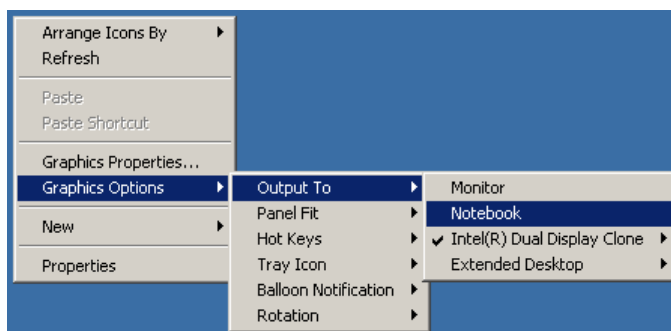 Arrange Icons By
Refresh
Paste
Paste Shortcut
Graphics Properties...
Graphics Options
New
Properties
Output To
Panel Fit
Hot Keys
Tray Icon
Balloon Notification
Rotation
Monitor
Notebook
Intel(R) Dual Display Clone
Extended Desktop